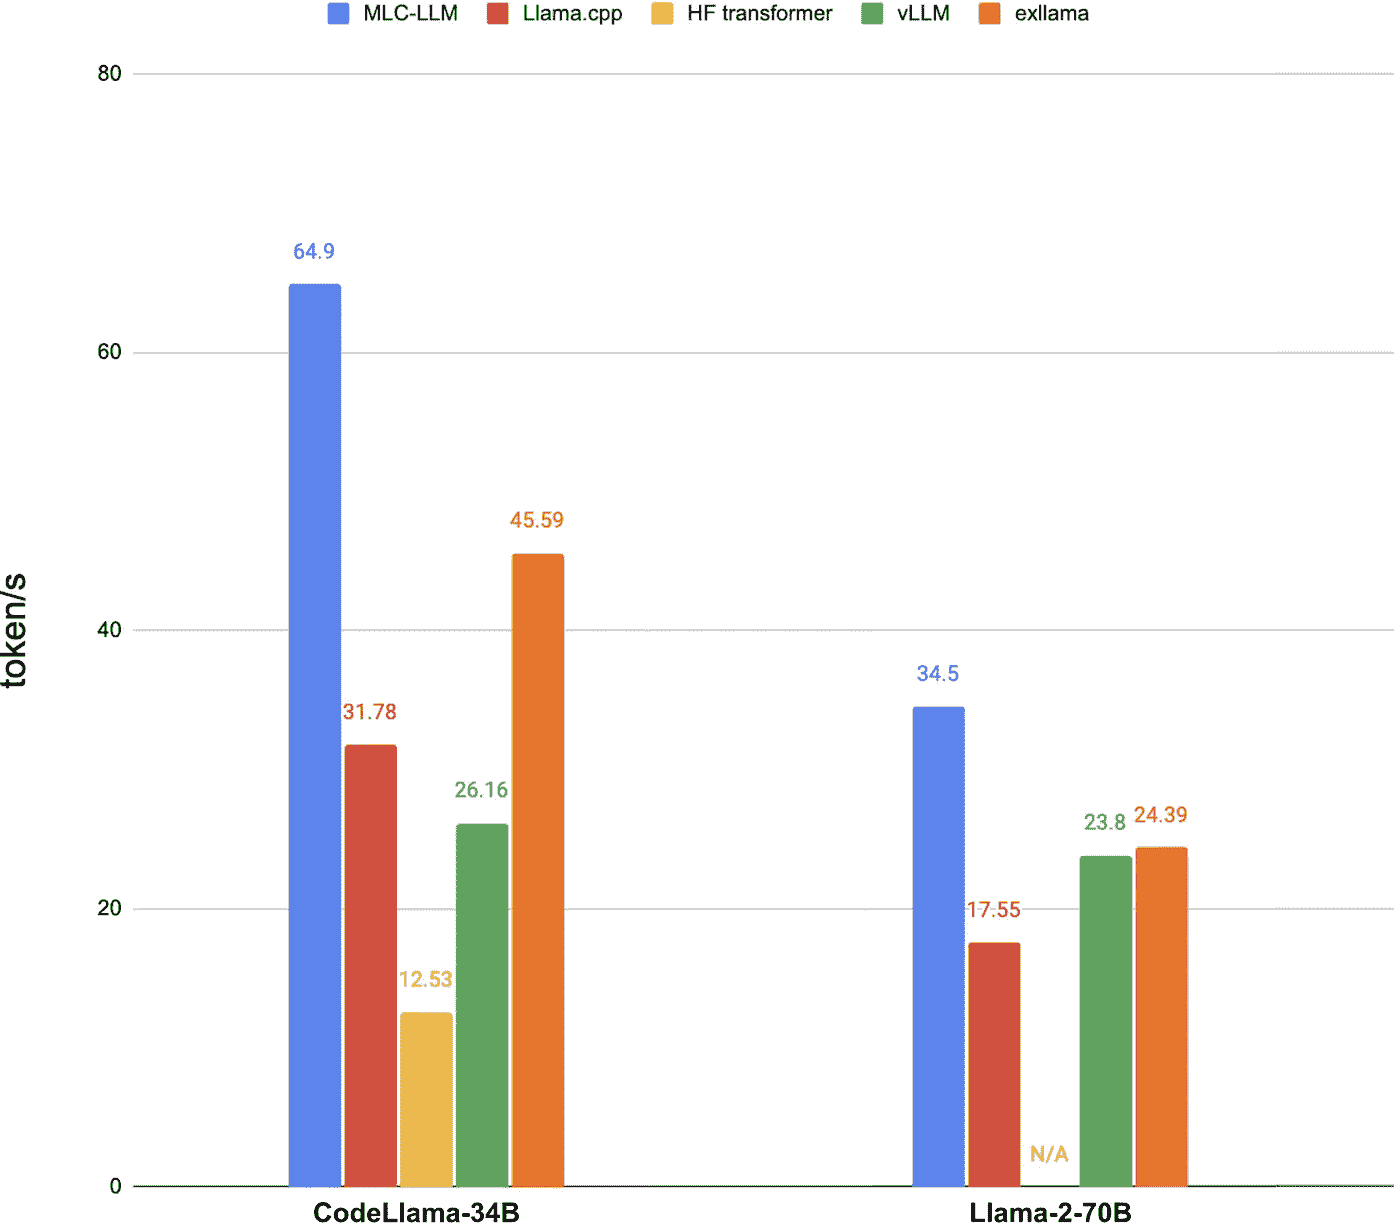 MLC-LLM Llama.cpp HF transformer vLLM exllama
80
60
40
20
0
token/s
64.9
31.78
12.53
26.16
45.59
34.5
17.55
N/A
23.8
24.39
CodeLlama-34B
Llama-2-70B